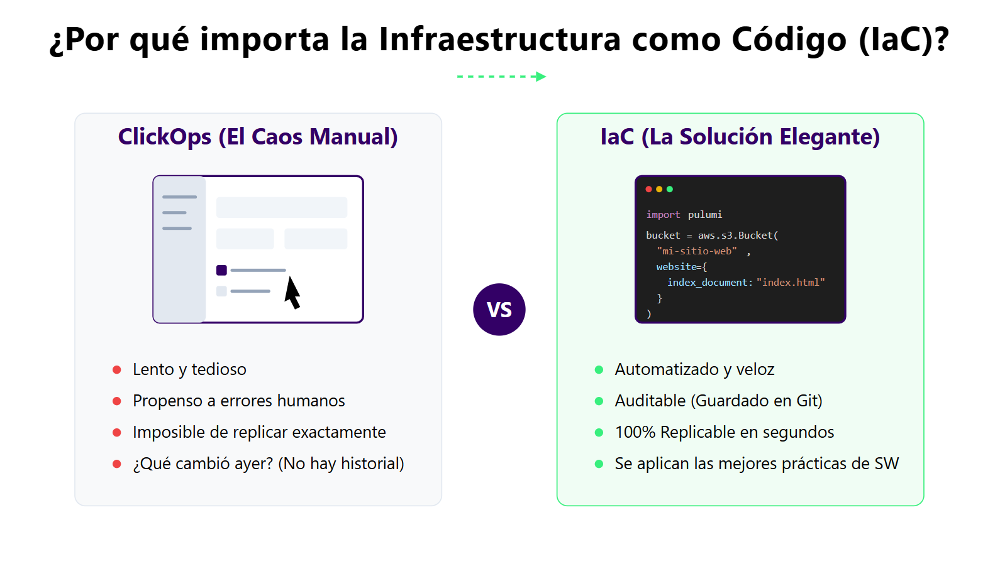 ¿Por qué importa la Infraestructura como Código (IaC)?
ClickOps (El Caos Manual)
Lento y tedioso
Propenso a errores humanos
Imposible de replicar exactamente
¿Qué cambió ayer? (No hay historial)
VS
IaC (La Solución Elegante)
import pulumi
bucket = aws.s3.Bucket(
"mi-sitio-web" ,
website={
index_document: "index.html"
}
)
Automatizado y veloz
Auditable (Guardado en Git)
100% Replicable en segundos
Se aplican las mejores prácticas de SW